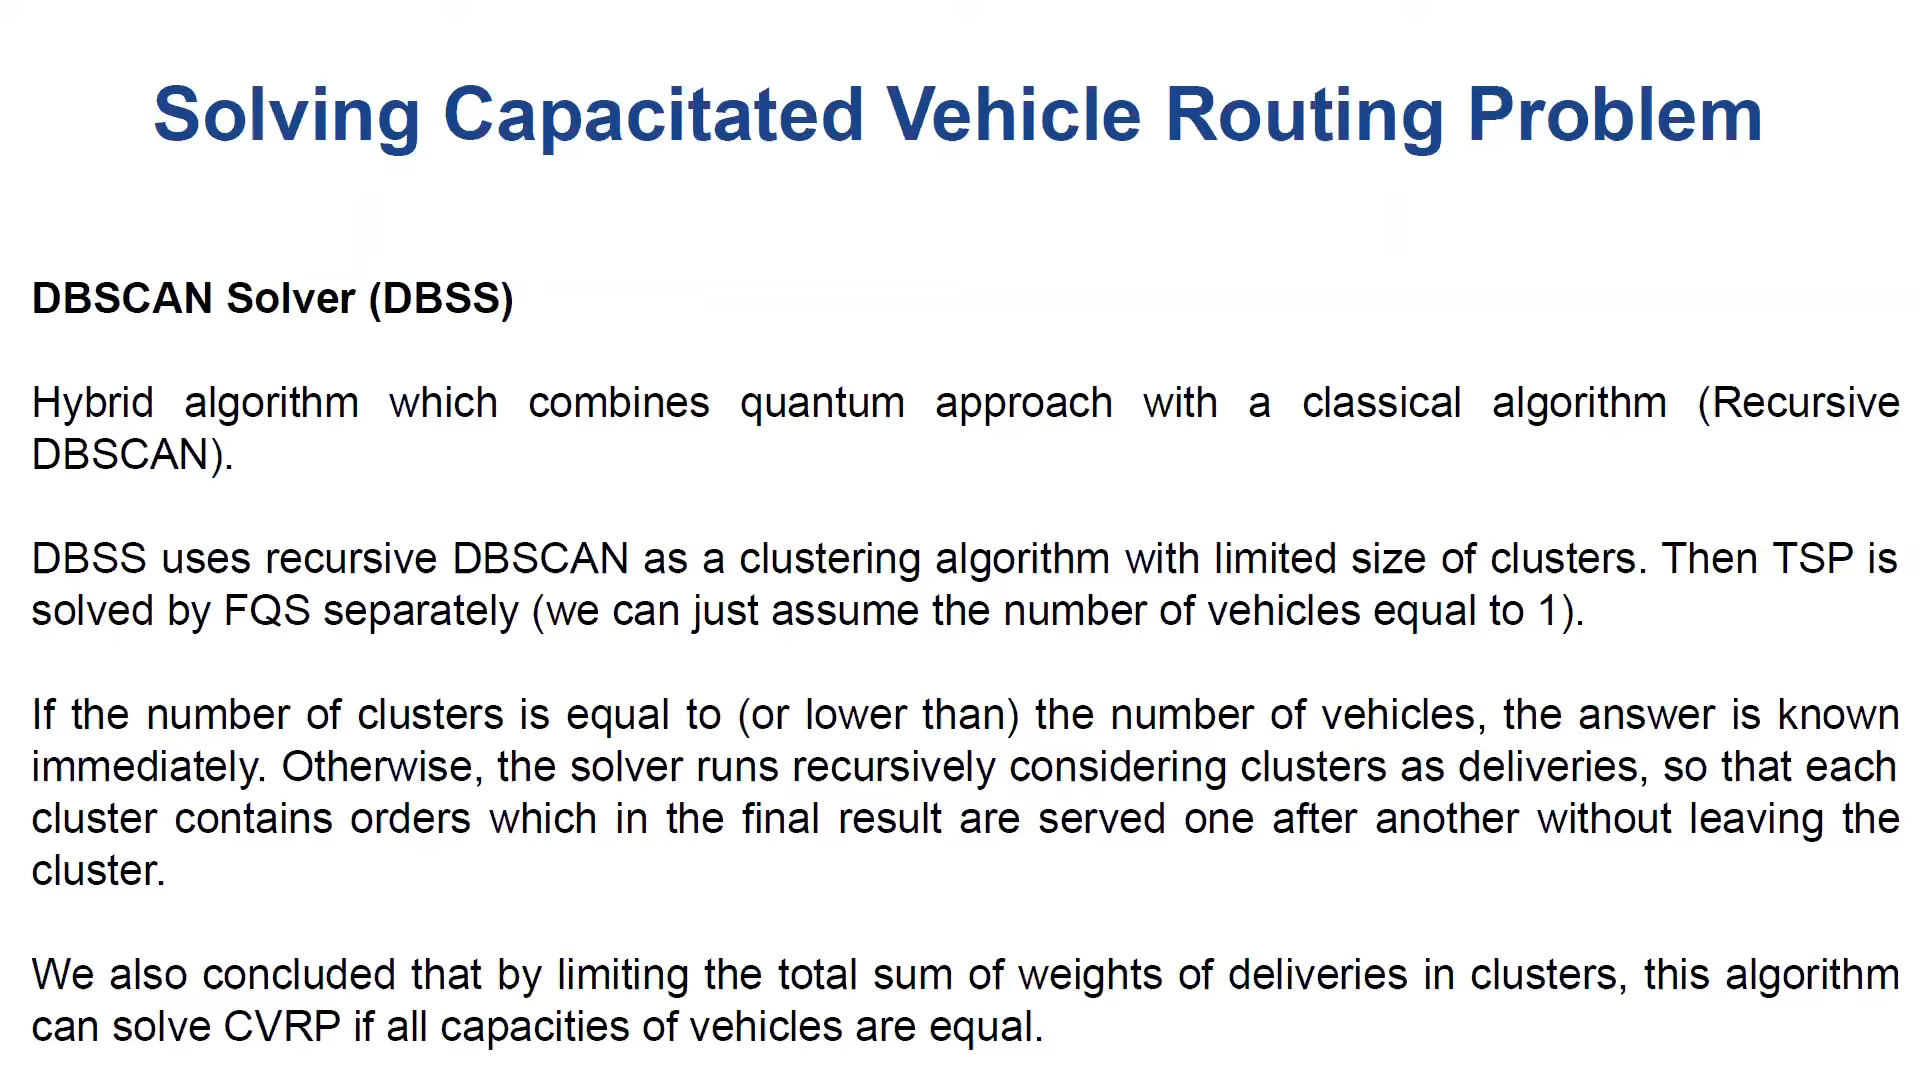 Solving Capacitated Vehicle Routing Problem
DBSCAN Solver (DBSS)
Hybrid algorithm which combines quantum approach with a classical algorithm (Recursive
DBSCAN).
DBSS uses recursive DBSCAN as a clustering algorithm with limited size of clusters. Then TSP is
solved by FQS separately (we can just assume the number of vehicles equal to 1).
If the number of clusters is equal to (or lower than) the number of vehicles, the answer is known
immediately. Otherwise, the solver runs recursively considering clusters as deliveries, so that each
cluster contains orders which in the final result are served one after another without leaving the
cluster.
We also concluded that by limiting the total sum of weights of deliveries in clusters, this algorithm
can solve CVRP if all capacities of vehicles are equal.